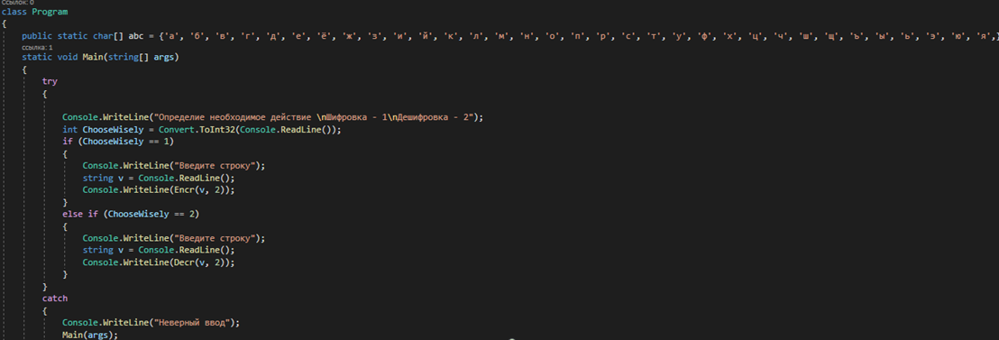 Ссылок: 0
class Program
{
public static char[] abc = {'а', 'б', 'в', 'г', 'д', 'е', 'ё', 'ж', 'з', 'и', 'й', 'к', 'л', 'м', 'н', 'о', 'п', 'р', 'с', 'т', 'у', 'ф', 'х', 'ц', 'ч', 'ш', 'щ', 'ъ', 'ы', 'ь', 'э', 'ю', 'я',
ссылка: 1
static void Main(string[] args)
{
try
{
Console.WriteLine("Определие необходимое действие \nШифровка - 1\nДешифровка - 2");
int ChooseWisely = Convert.ToInt32(Console.ReadLine());
if (ChooseWisely == 1)
{
Console.WriteLine("Введите строку");
string v = Console.ReadLine();
Console.WriteLine(Encr(v, 2));
}
else if (ChooseWisely == 2)
{
Console.WriteLine("Введите строку");
string v = Console.ReadLine();
Console.WriteLine(Decr(v, 2));
}
}
catch
{
Console.WriteLine("Неверный ввод");
Main(args);